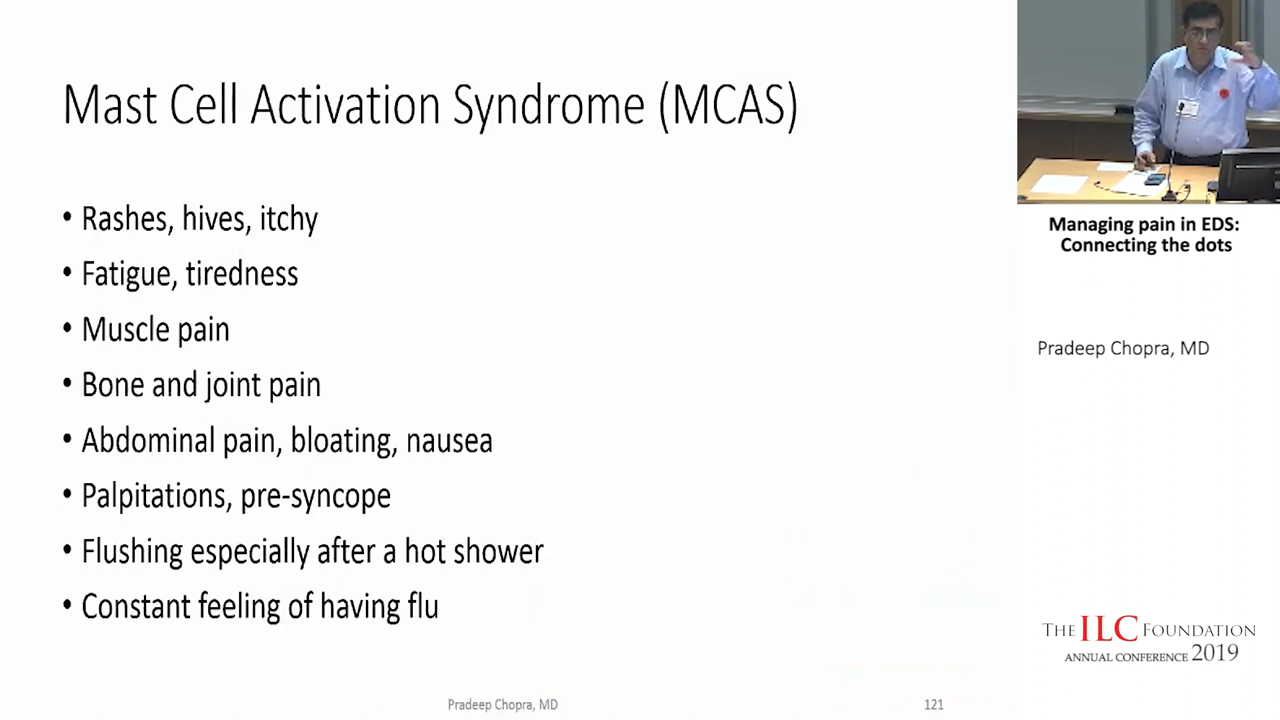 Mast Cell Activation Syndrome (MCAS)
• Rashes, hives, itchy
• Fatigue, tiredness
• Muscle pain
• Bone and joint pain
• Abdominal pain, bloating, nausea
• Palpitations, pre-syncope
• Flushing especially after a hot shower
• Constant feeling of having flu
Pradeep Chopra, MD
121
Managing pain in EDS:
Connecting the dots
Pradeep Chopra, MD
THE ILC FOUNDATION
ANNUAL CONFERENCE 2019